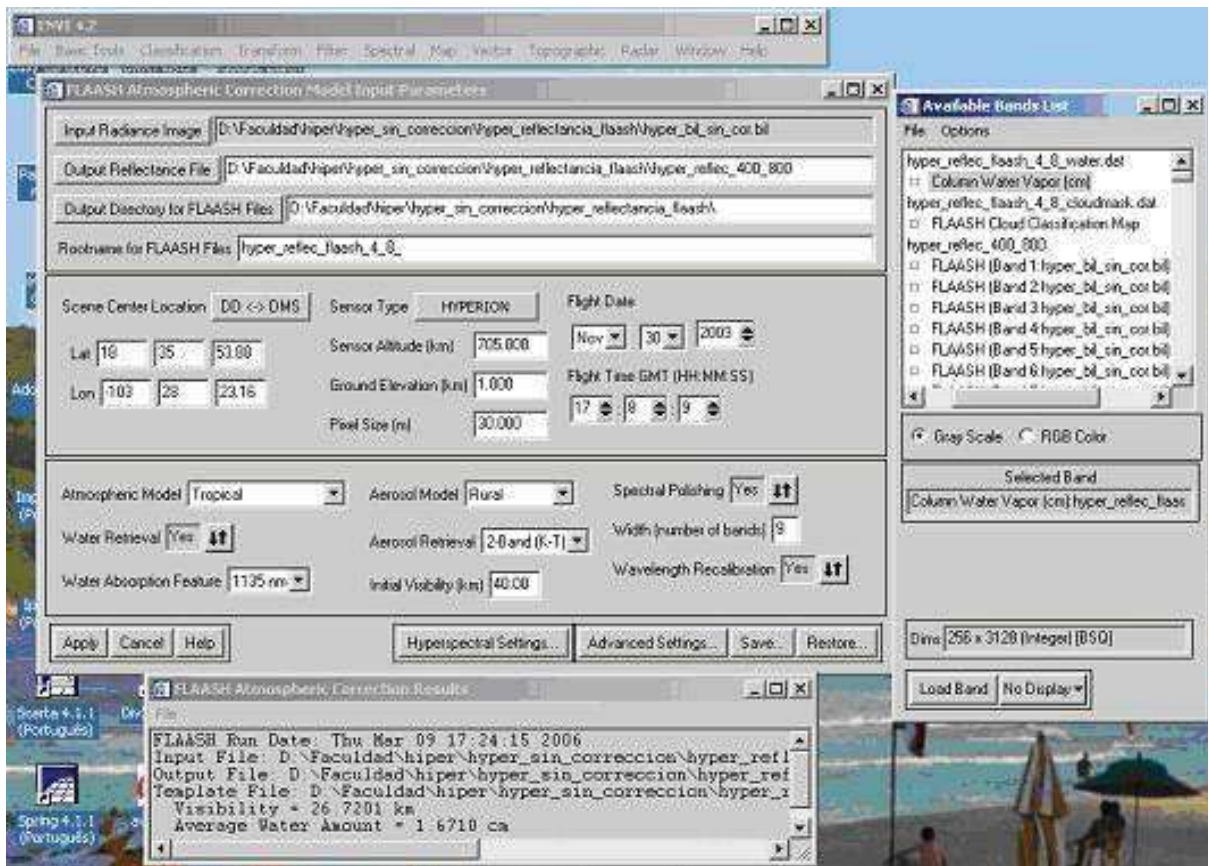 ENVI 4.2
File Basic Tools Classification Transform Filter Spectral Map Vector Topographic Radar Window Help
FLAASH Atmospheric Correction Model Input Parameters
Input Radiance Image D:\Faculdad\hiper\hyper_sin_correccion\hyper_reflectancia_flaash\hyper_bil_sin_cor.bil
Output Reflectance File D:\Faculdad\hiper\hyper_sin_correccion\hyper_reflectancia_flaash\hyper_reflec_400_800
Output Directory for FLAASH Files D:\Faculdad\hiper\hyper_sin_correccion\hyper_reflectancia_flaash\
Rootname for FLAASH Files hyper_reflec_flaash_4_8_
Scene Center Location DD <-> DMS
Lat 18 35 53.88
Lon -103 28 23.16
Sensor Type HYPERION
Sensor Altitude (km) 705.000
Ground Elevation (km) 1.000
Pixel Size (m) 30.000
Flight Date
Nov 30 2003
Flight Time GMT (HH:MM:SS)
17 : 8 : 9
Atmospheric Model Tropical
Water Retrieval Yes
Water Absorption Feature 1135 nm
Aerosol Model Rural
Aerosol Retrieval 2-Band (K-T)
Initial Visibility (km) 40.00
Spectral Polishing Yes
Width (number of bands) 9
Wavelength Recalibration Yes
Apply Cancel Help Hyperspectral Settings... Advanced Settings... Save... Restore...
Available Bands List
File Options
hyper_reflec_flaash_4_8_water.dat
Column Water Vapor (cm)
hyper_reflec_flaash_4_8_cloudmask.dat
FLAASH Cloud Classification Map
hyper_reflec_400_800
FLAASH (Band 1:hyper_bil_sin_cor.bil)
FLAASH (Band 2:hyper_bil_sin_cor.bil)
FLAASH (Band 3:hyper_bil_sin_cor.bil)
FLAASH (Band 4:hyper_bil_sin_cor.bil)
FLAASH (Band 5:hyper_bil_sin_cor.bil)
FLAASH (Band 6:hyper_bil_sin_cor.bil)
Gray Scale RGB Color
Selected Band
Column Water Vapor (cm):hyper_reflec_flaas
Dims 256 x 3128 (Integer) [BSQ]
Load Band No Display
FLAASH Atmospheric Correction Results
File
FLAASH Run Date: Thu Mar 09 17:24:15 2006
Input File: D:\Faculdad\hiper\hyper_sin_correccion\hyper_refl
Output File: D:\Faculdad\hiper\hyper_sin_correccion\hyper_ref
Template File: D:\Faculdad\hiper\hyper_sin_correccion\hyper_r
Visibility = 26.7201 km
Average Water Amount = 1.6710 cm
Scarta 4.1.1
(Português)
Spring 4.1.1
(Português)